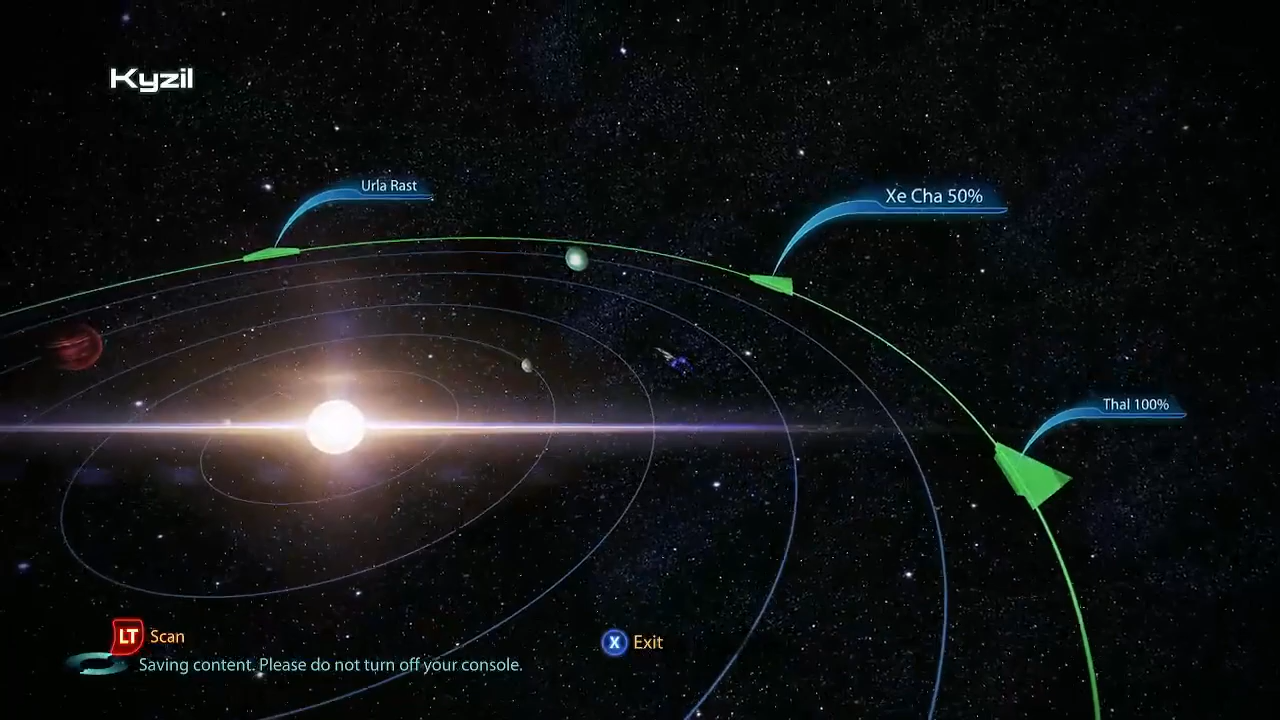 Kyzil
Urla Rast
Xe Cha 50%
Thal 100%
LT Scan
X Exit
Saving content. Please do not turn off your console.